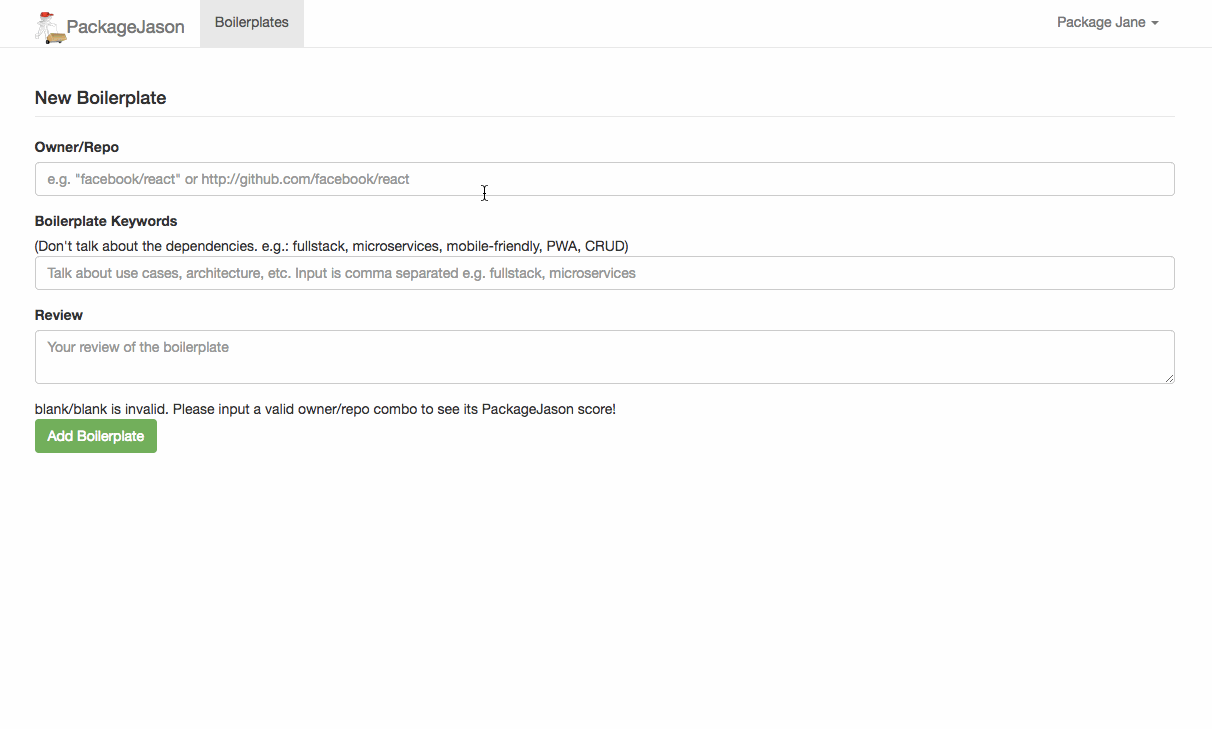 PackageJason
Boilerplates
Package Jane
New Boilerplate
Owner/Repo
e.g. "facebook/react" or http://github.com/facebook/react
Boilerplate Keywords
(Don't talk about the dependencies. e.g.: fullstack, microservices, mobile-friendly, PWA, CRUD)
Talk about use cases, architecture, etc. Input is comma separated e.g. fullstack, microservices
Review
Your review of the boilerplate
blank/blank is invalid. Please input a valid owner/repo combo to see its PackageJason score!
Add Boilerplate